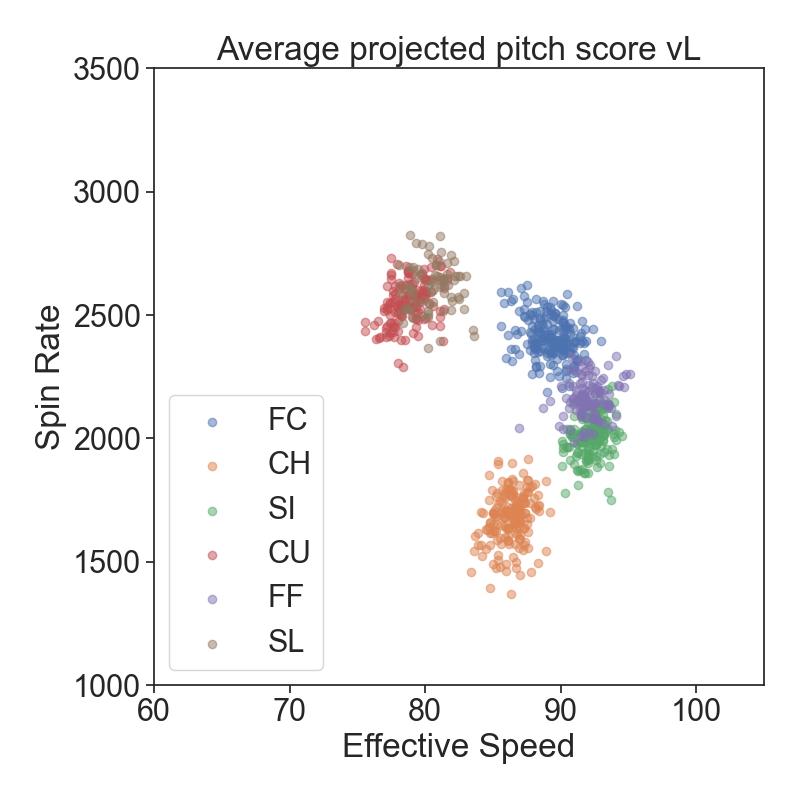 Average projected pitch score vL
3500
3000
2500
2000
1500
1000
Spin Rate
FC
CH
SI
CU
FF
SL
60 70 80 90 100
Effective Speed